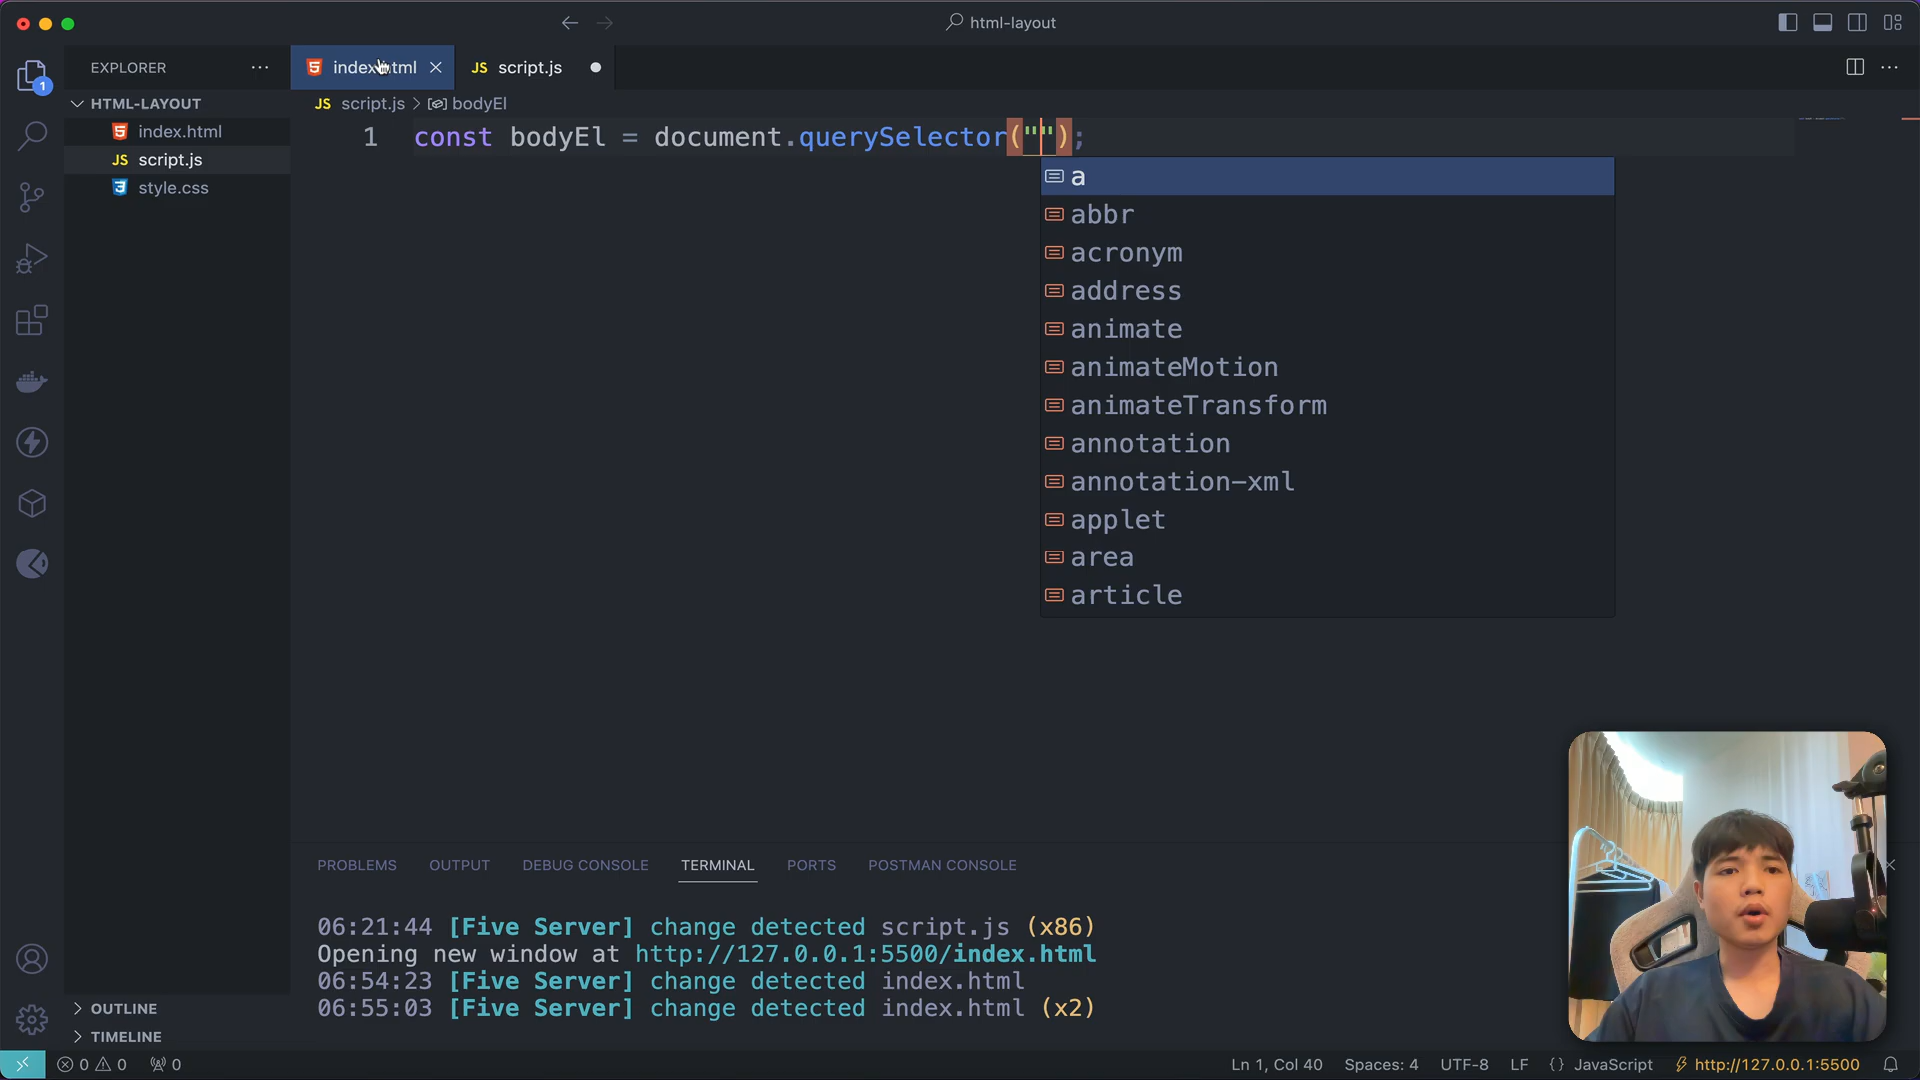 html-layout
EXPLORER
index.html
script.js
1
HTML-LAYOUT
script.js > bodyEl
index.html
JS script.js
style.css
1 const bodyEl = document.querySelector("");
a
abbr
acronym
address
animate
animateMotion
animateTransform
annotation
annotation-xml
applet
area
article
PROBLEMS OUTPUT DEBUG CONSOLE TERMINAL PORTS POSTMAN CONSOLE
06:21:44 [Five Server] change detected script.js (x86)
Opening new window at http://127.0.0.1:5500/index.html
06:54:23 [Five Server] change detected index.html
06:55:03 [Five Server] change detected index.html (x2)
OUTLINE
TIMELINE
0 0 0
Ln 1, Col 40 Spaces: 4 UTF-8 LF {} JavaScript http://127.0.0.1:5500